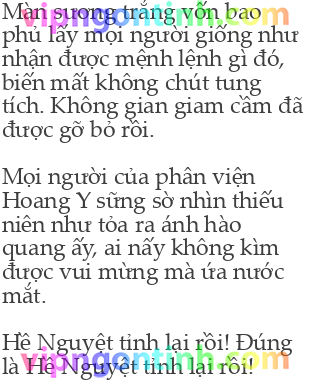 Màn sương trắng vốn bao
phủ lấy mọi người giống như
nhận được mệnh lệnh gì đó,
biến mất không chút tung
tích. Không gian giam cầm đã
được gỡ bỏ rồi.
Mọi người của phân viện
Hoang Y sững sờ nhìn thiếu
niên như tỏa ra ánh hào
quang ấy, ai nấy không kìm
được vui mừng mà ứa nước
mắt.
Hề Nguyệt tỉnh lại rồi! Đúng
là Hề Nguyệt tỉnh lại rồi!
vipngontinh.com
vipngontinh.com
vipngontinh.com